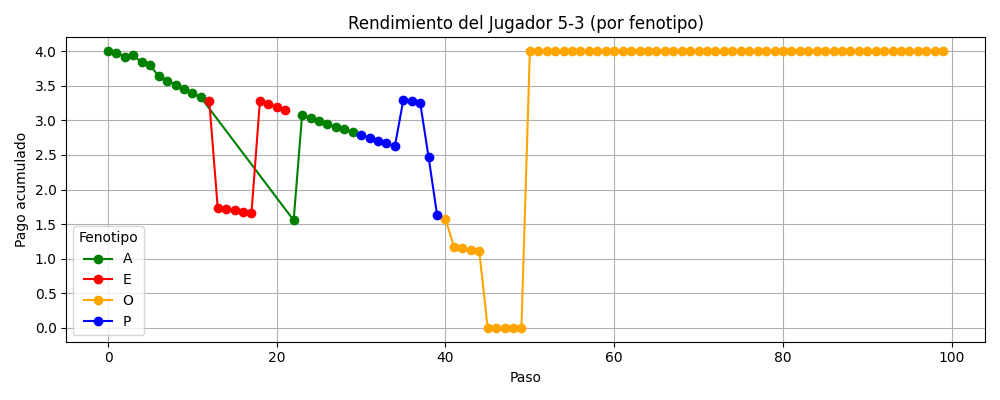 Rendimiento del Jugador 5-3 (por fenotipo)
Pago acumulado
4.0
3.5
3.0
2.5
2.0
1.5
1.0
0.5
0.0
Fenotipo
A
E
O
P
0
20
40
60
80
100
Paso